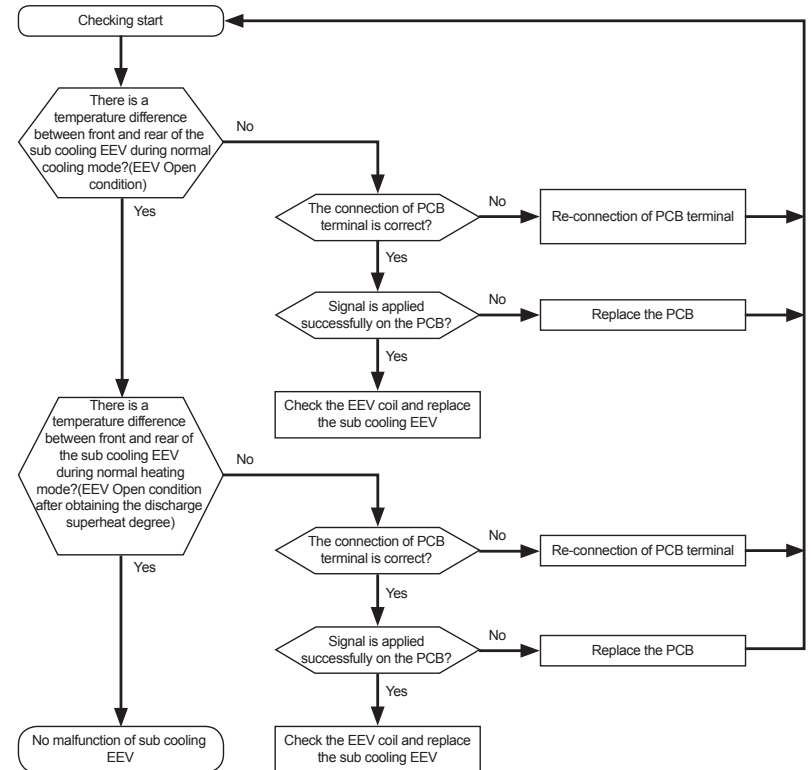 Checking start
There is a
temperature difference
between front and rear of the
sub cooling EEV during normal
cooling mode?(EEV Open
condition)
No
Yes
The connection of PCB
terminal is correct?
No
Re-connection of PCB terminal
Yes
Signal is applied
successfully on the PCB?
No
Replace the PCB
Yes
Check the EEV coil and replace
the sub cooling EEV
There is a
temperature difference
between front and rear of
the sub cooling EEV
during normal heating
mode?(EEV Open condition
after obtaining the discharge
superheat degree)
No
Yes
The connection of PCB
terminal is correct?
No
Re-connection of PCB terminal
Yes
Signal is applied
successfully on the PCB?
No
Replace the PCB
Yes
Check the EEV coil and replace
the sub cooling EEV
No malfunction of sub cooling
EEV